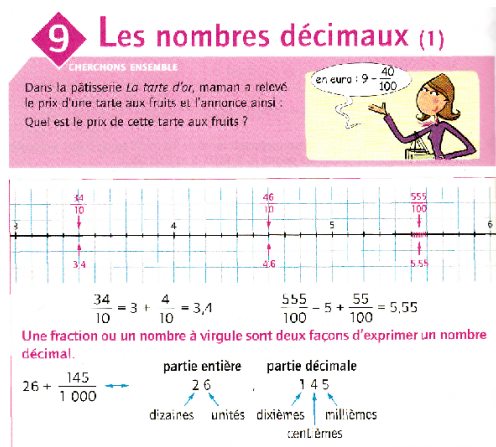 9 Les nombres décimaux (1)
CHERCHONS ENSEMBLE
Dans la pâtisserie La tarte d'or, maman a relevé
le prix d'une tarte aux fruits et l'annonce ainsi :
Quel est le prix de cette tarte aux fruits ?
en euro : 9 - 40/100
34/10 46/10 555/100
3 4 5 6
3,4 4,6 5,55
34/10 = 3 + 4/10 = 3,4 555/100 - 5 + 55/100 = 5,55
Une fraction ou un nombre à virgule sont deux façons d'exprimer un nombre
décimal.
partie entière partie décimale
26 + 145/1 000 ↔ 2 6 , 1 4 5
dizaines unités dixièmes millièmes
centièmes